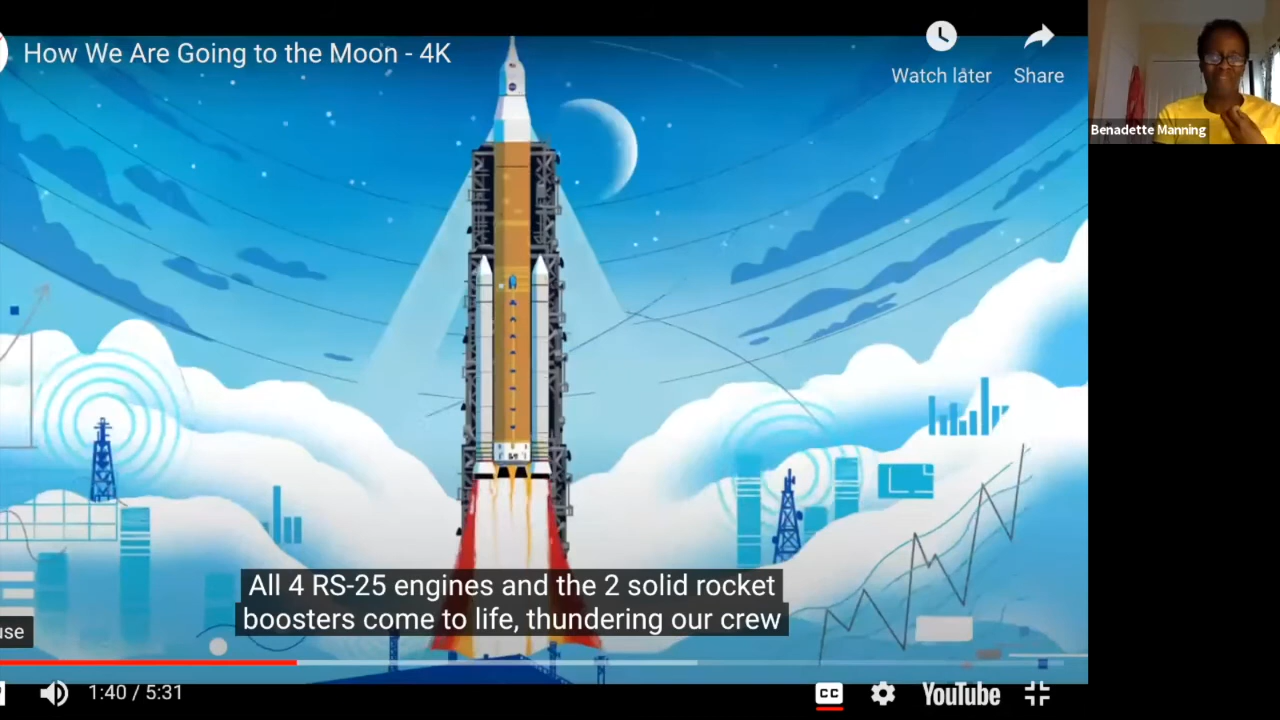 How We Are Going to the Moon - 4K
Watch later
Share
Benadette Manning
All 4 RS-25 engines and the 2 solid rocket
boosters come to life, thundering our crew
use
1:40 / 5:31
CC
YouTube